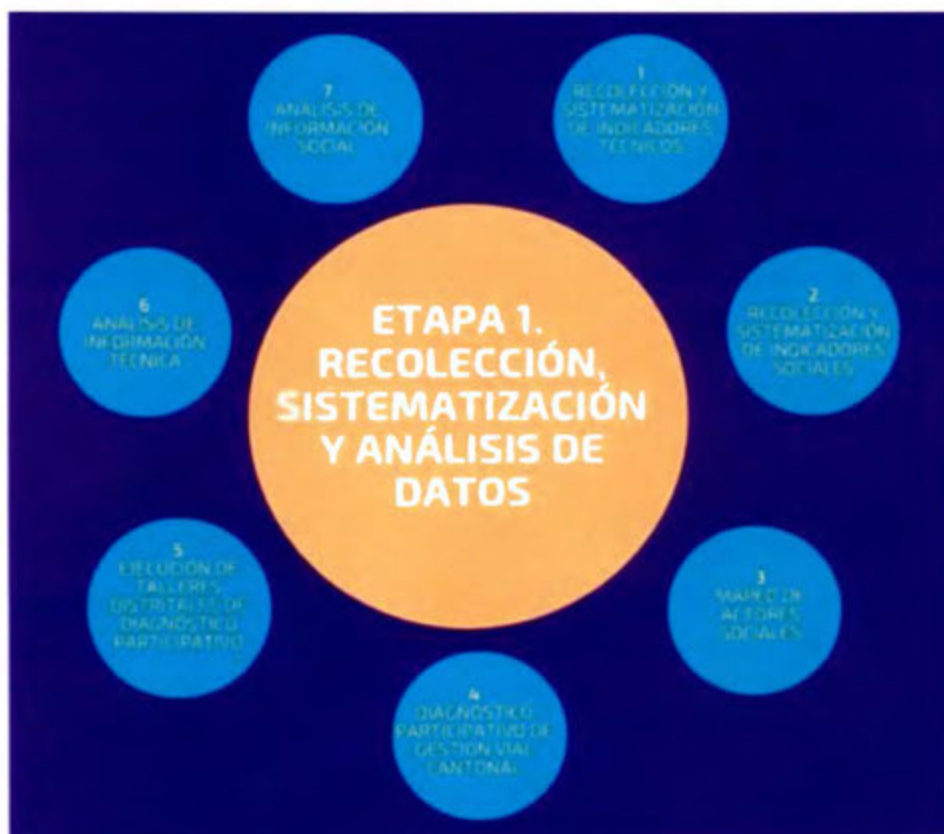 ETAPA 1.
RECOLECCIÓN,
SISTEMATIZACIÓN
Y ANÁLISIS DE
DATOS
1
RECOLECCIÓN Y
SISTEMATIZACIÓN
DE INDICADORES
TÉCNICOS
2
RECOLECCIÓN Y
SISTEMATIZACIÓN
DE INDICADORES
SOCIALES
3
MAPEO DE
ACTORES
SOCIALES
4
DIAGNÓSTICO
PARTICIPATIVO DE
GESTIÓN VIAL
CANTONAL
5
EJECUCIÓN DE
TALLERES
DISTRITALES DE
DIAGNÓSTICO
PARTICIPATIVO
6
ANÁLISIS DE
INFORMACIÓN
TÉCNICA
7
ANÁLISIS DE
INFORMACIÓN
SOCIAL